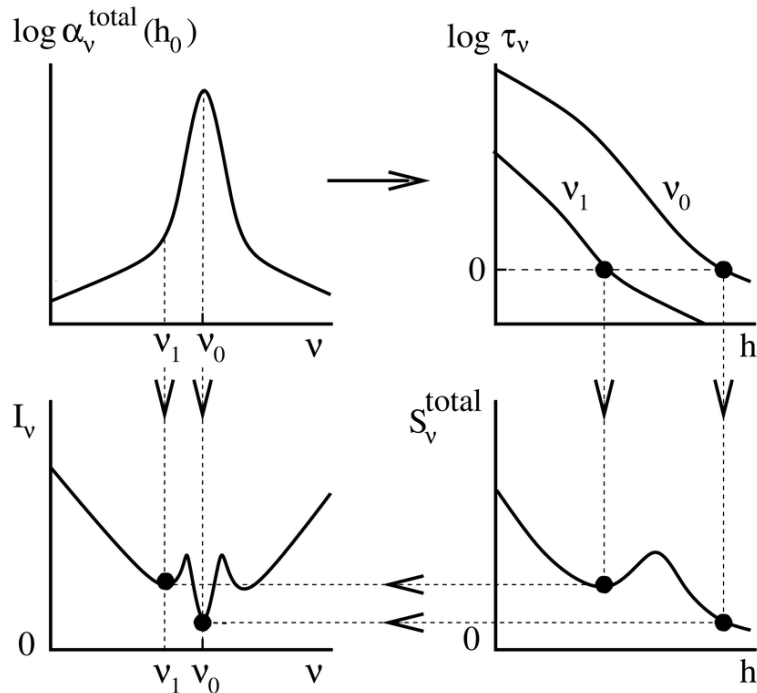 log α_ν^total (h_0)
ν_1 ν_0 ν
log τ_ν
ν_1 ν_0
0
h
I_ν
0
ν_1 ν_0 ν
S_ν^total
0
h